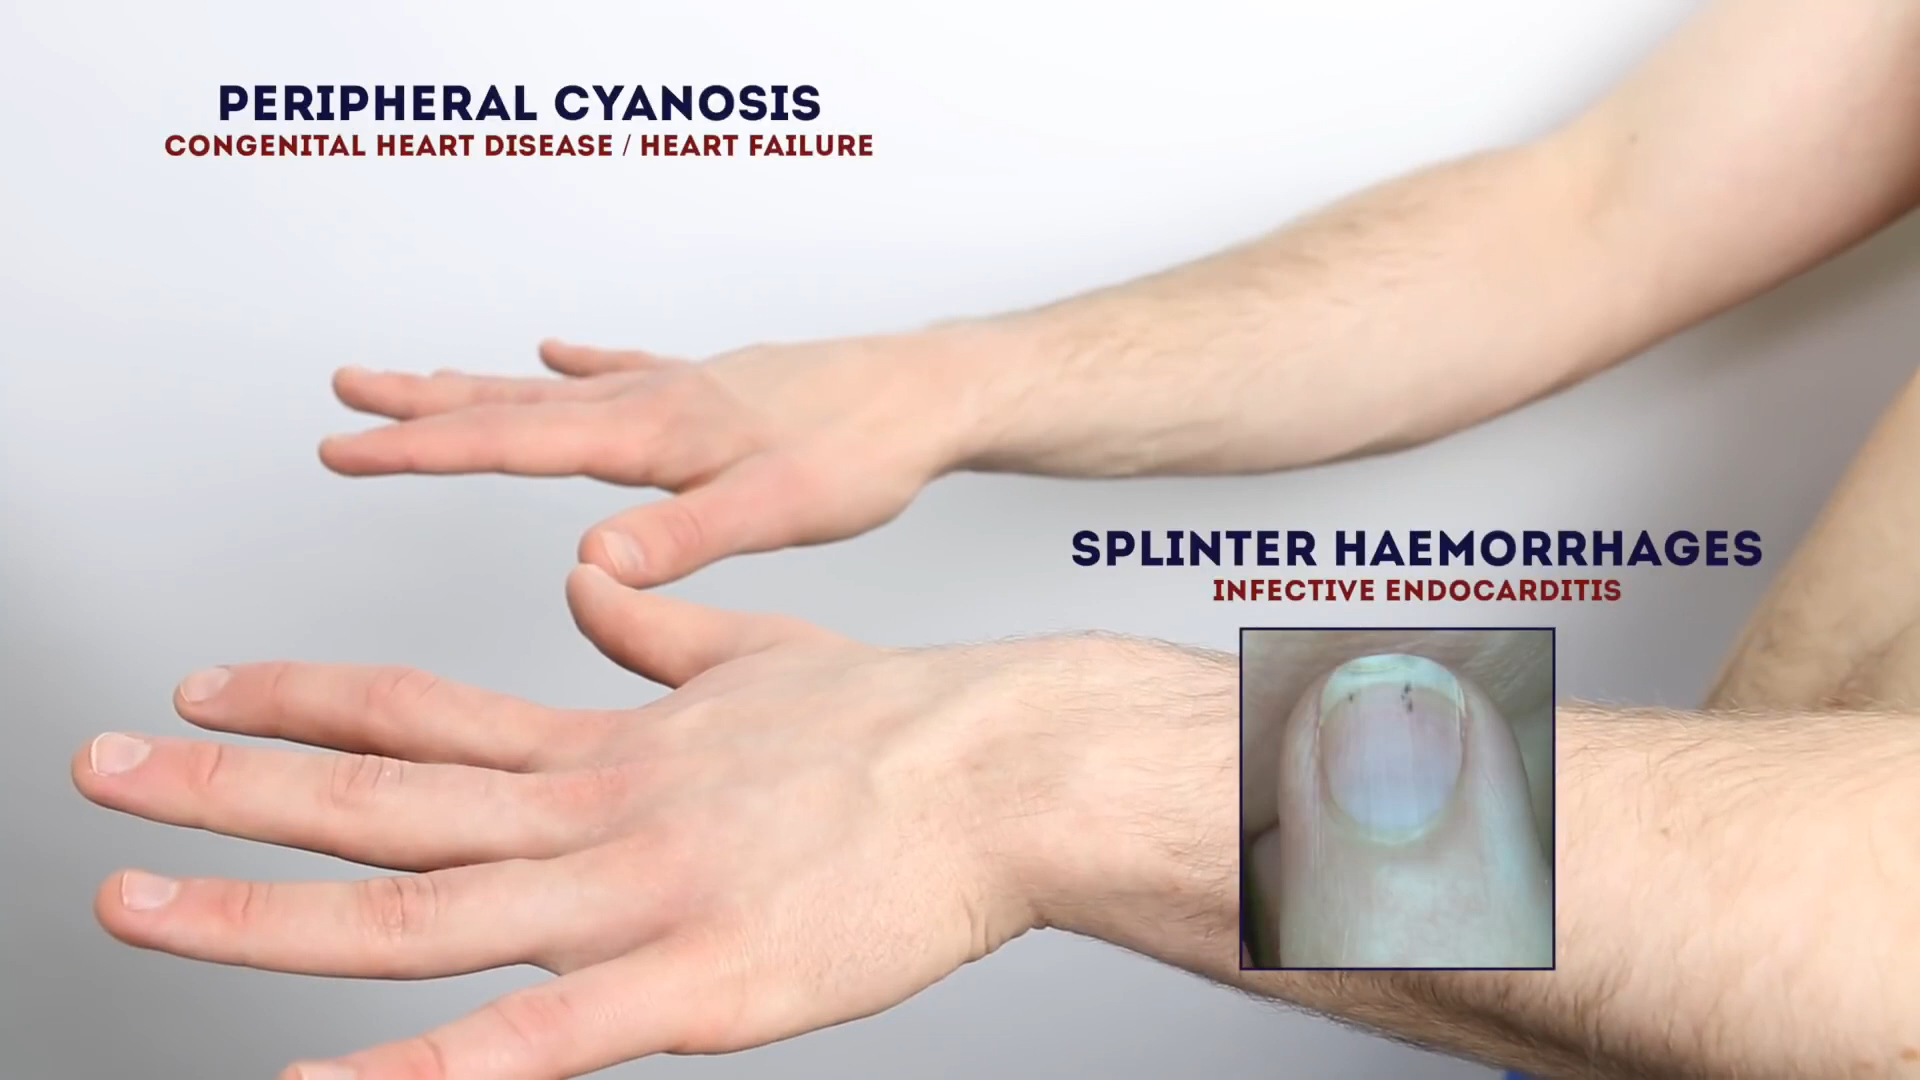 PERIPHERAL CYANOSIS
CONGENITAL HEART DISEASE / HEART FAILURE
SPLINTER HAEMORRHAGES
INFECTIVE ENDOCARDITIS